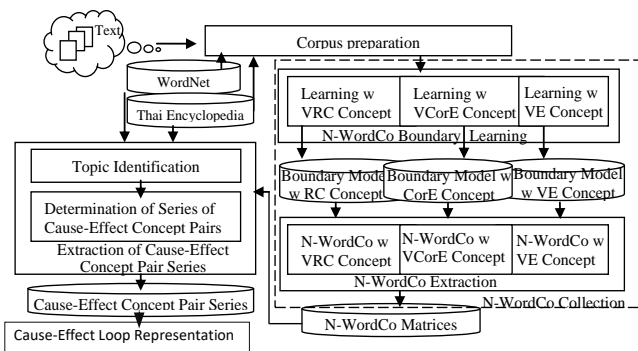 Text
Corpus preparation
WordNet
Thai Encyclopedia
Learning w
VRC Concept
Learning w
VCorE Concept
Learning w
VE Concept
N-WordCo Boundary Learning
Boundary Model
w RC Concept
Boundary Model w
CorE Concept
Boundary Model
w VE Concept
N-WordCo w
VRC Concept
N-WordCo w
VCorE Concept
N-WordCo w
VE Concept
N-WordCo Extraction
N-WordCo Collection
N-WordCo Matrices
Topic Identification
Determination of Series of
Cause-Effect Concept Pairs
Extraction of Cause-Effect
Concept Pair Series
Cause-Effect Concept Pair Series
Cause-Effect Loop Representation